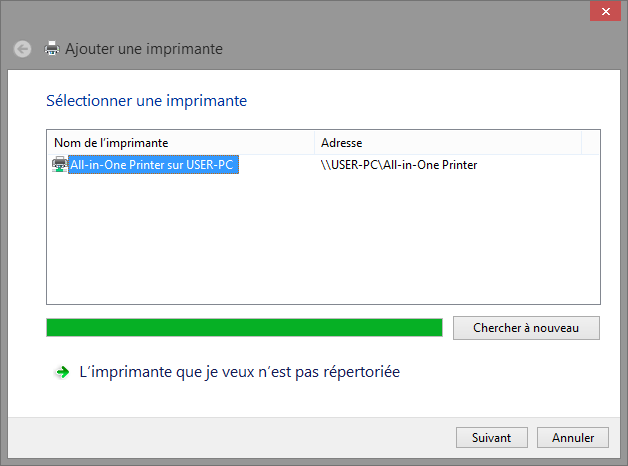 Ajouter une imprimante
Sélectionner une imprimante
Nom de l'imprimante Adresse
All-in-One Printer sur USER-PC \\USER-PC\All-in-One Printer
Chercher à nouveau
L'imprimante que je veux n'est pas répertoriée
Suivant Annuler